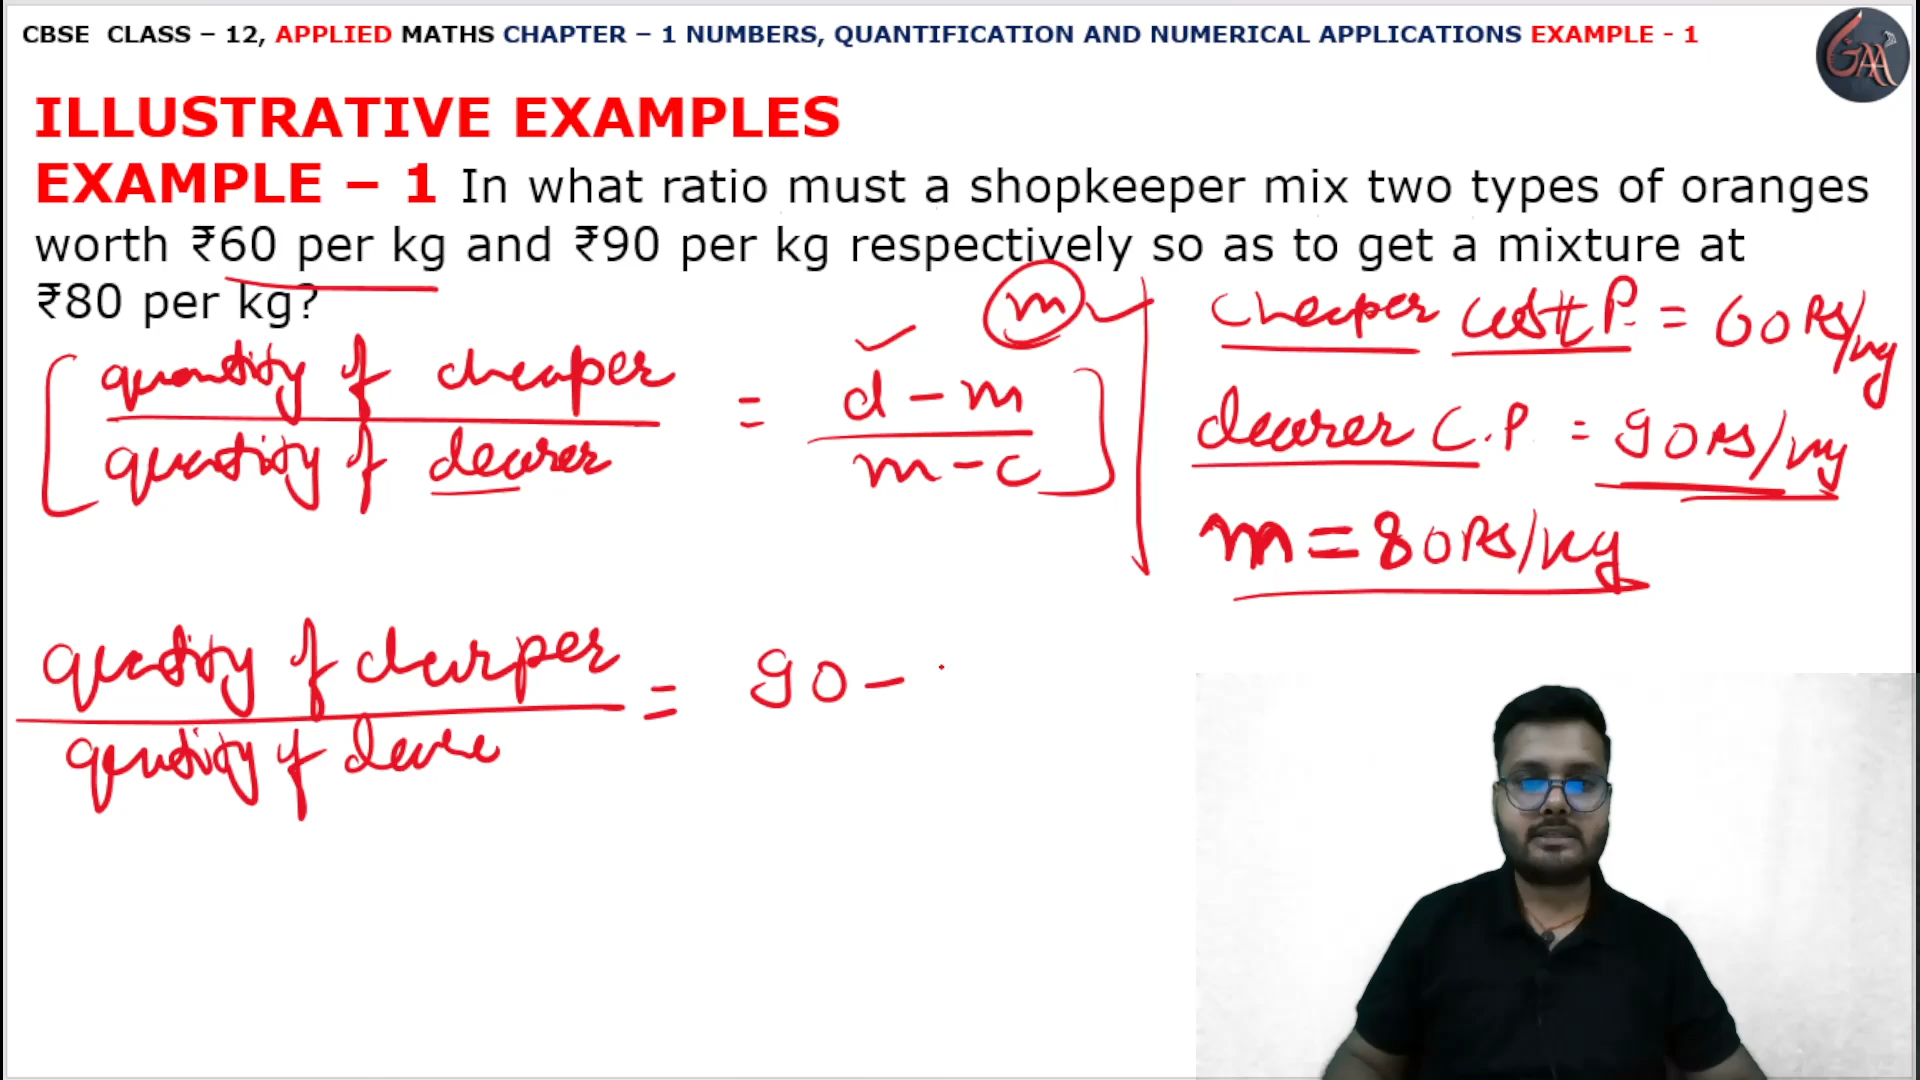 CBSE CLASS – 12, APPLIED MATHS CHAPTER – 1 NUMBERS, QUANTIFICATION AND NUMERICAL APPLICATIONS EXAMPLE - 1
GAA
ILLUSTRATIVE EXAMPLES
EXAMPLE – 1 In what ratio must a shopkeeper mix two types of oranges
worth ₹60 per kg and ₹90 per kg respectively so as to get a mixture at
₹80 per kg?
m
quantity of cheaper
quantity of dearer
= d - m
m - c
cheaper cost P. = 60 Rs/kg
dearer C.P. = 90 Rs/kg
m = 80 Rs/kg
quantity of cheaper
quantity of deare
= 90 -